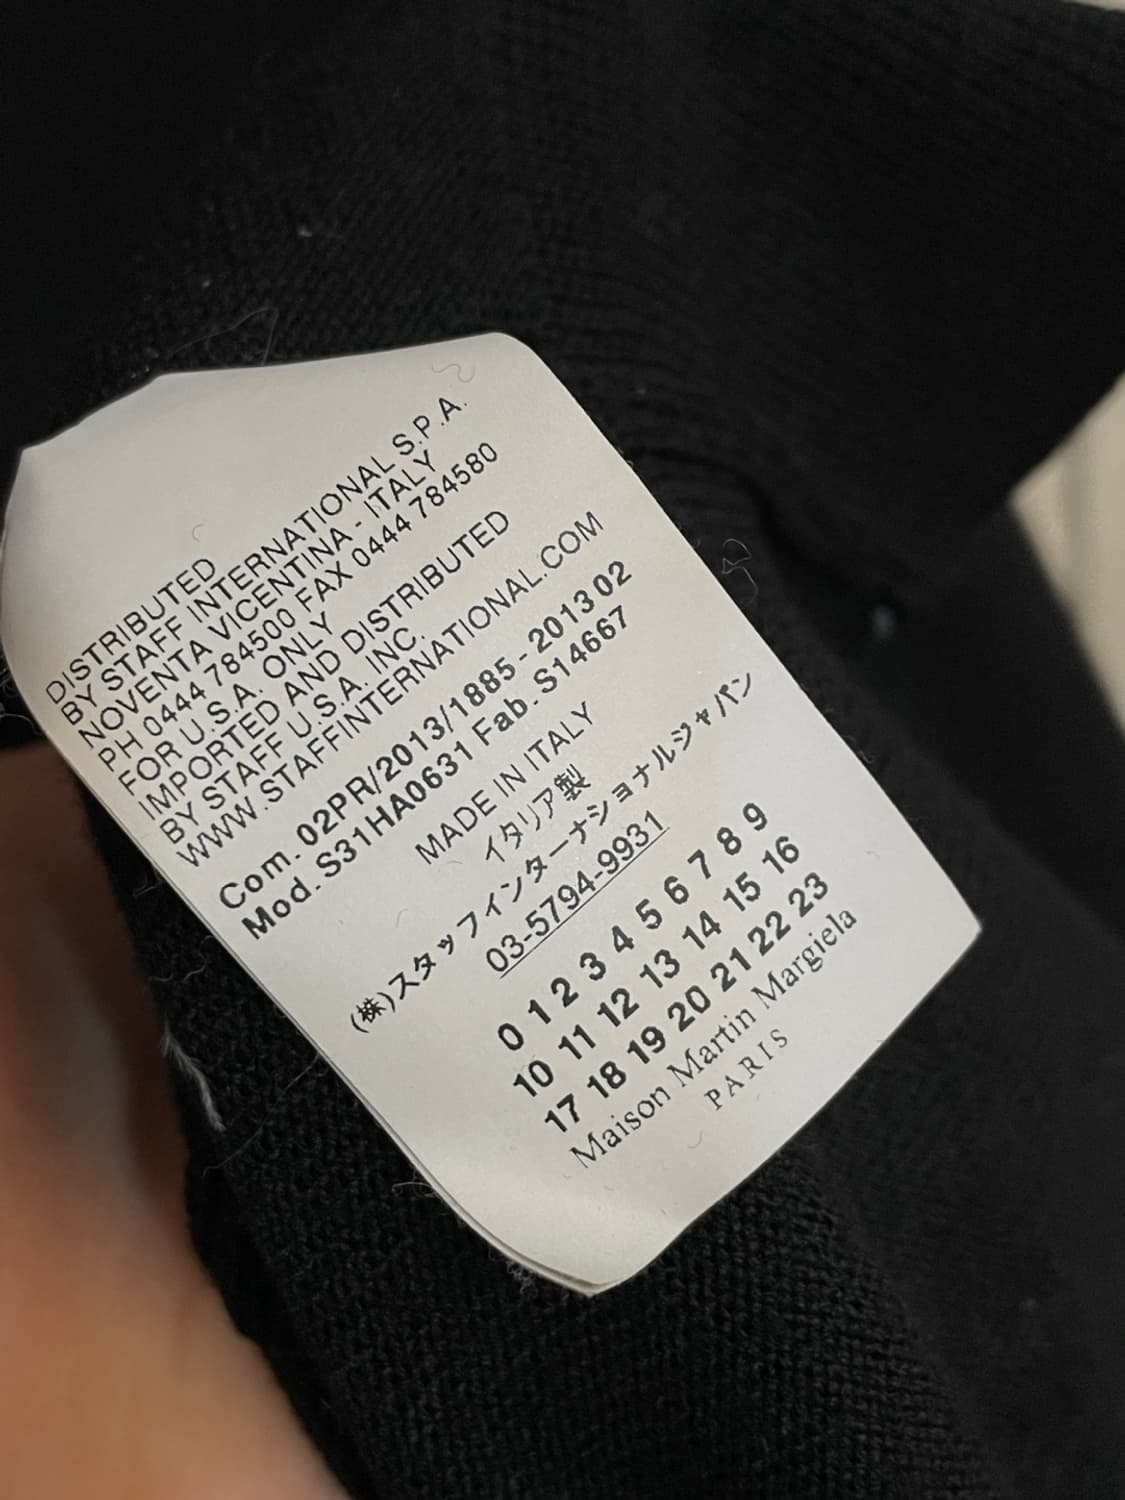 DISTRIBUTED
BY STAFF INTERNATIONAL S.P.A.
NOVENTA VICENTINA - ITALY
PH 0444 784500 FAX 0444 784580
FOR U.S.A. ONLY
IMPORTED AND DISTRIBUTED
BY STAFF U.S.A. INC.
WWW.STAFFINTERNATIONAL.COM
Com. 02PR/2013/1885 - 2013 02
Mod. S31HA0631 Fab. S14667
MADE IN ITALY
イタリア製
(株)スタッフインターナショナルジャパン
03-5794-9931
0 1 2 3 4 5 6 7 8 9
10 11 12 13 14 15 16
17 18 19 20 21 22 23
Maison Martin Margiela
PARIS